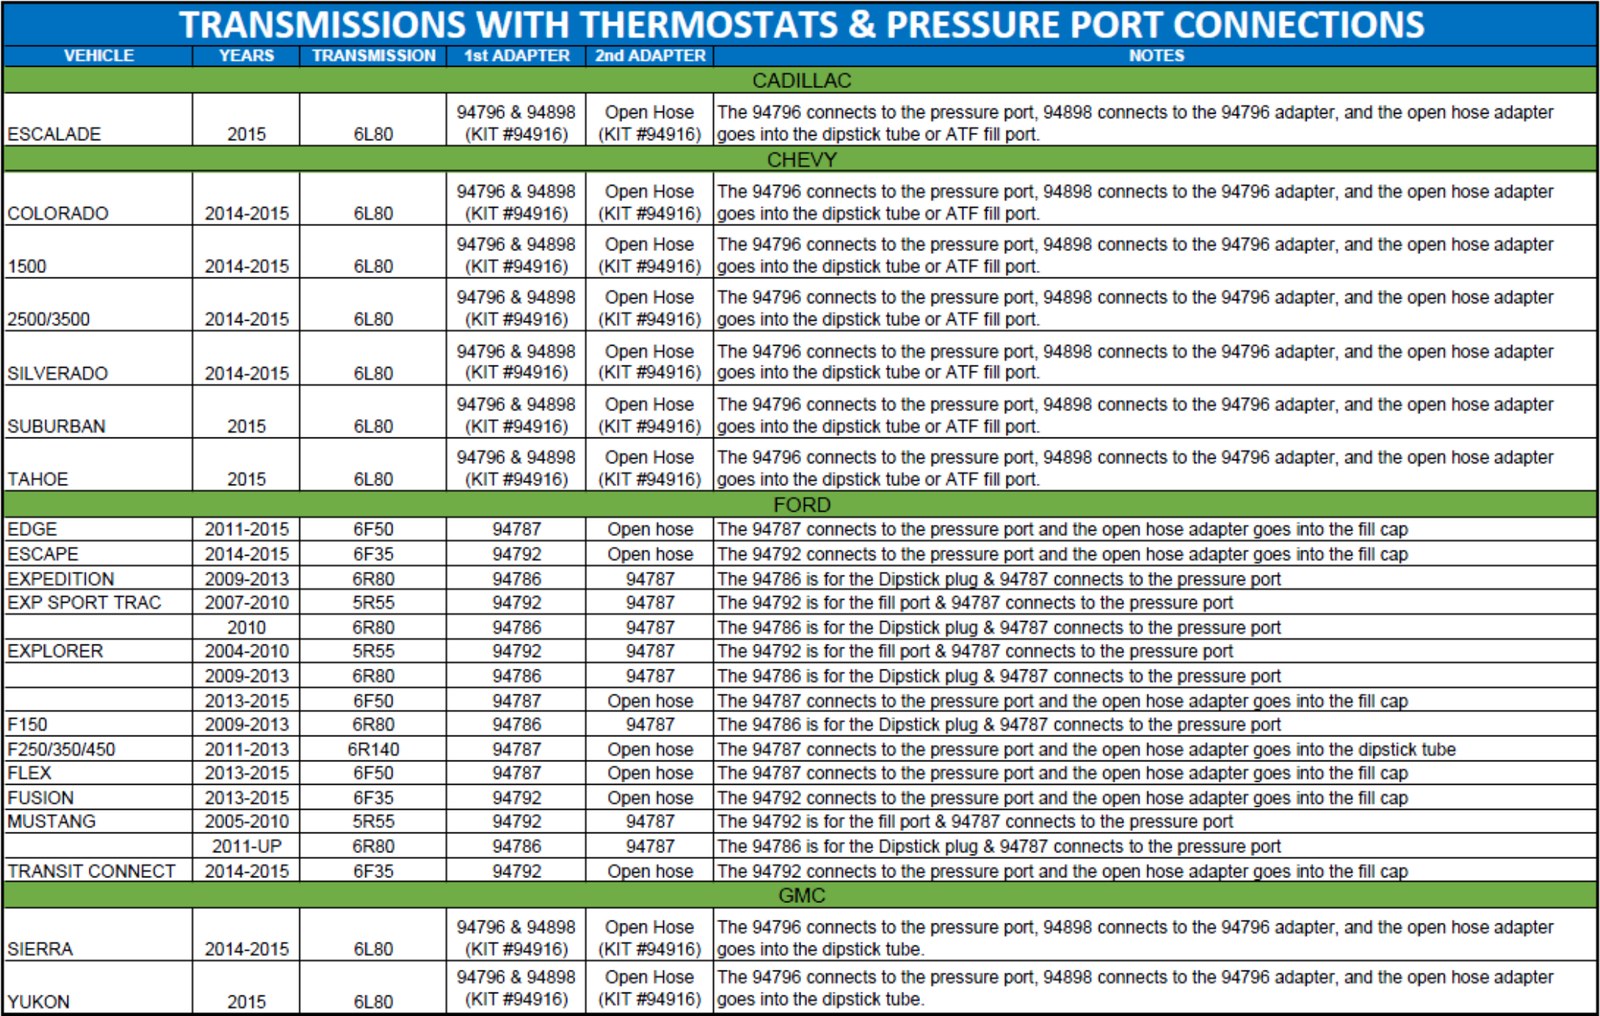 TRANSMISSIONS WITH THERMOSTATS & PRESSURE PORT CONNECTIONS
VEHICLE YEARS TRANSMISSION 1st ADAPTER 2nd ADAPTER NOTES
CADILLAC
94796 & 94898 Open Hose The 94796 connects to the pressure port, 94898 connects to the 94796 adapter, and the open hose adapter
ESCALADE 2015 6L80 (KIT #94916) (KIT #94916) goes into the dipstick tube or ATF fill port.
CHEVY
94796 & 94898 Open Hose The 94796 connects to the pressure port, 94898 connects to the 94796 adapter, and the open hose adapter
COLORADO 2014-2015 6L80 (KIT #94916) (KIT #94916) goes into the dipstick tube or ATF fill port.
94796 & 94898 Open Hose The 94796 connects to the pressure port, 94898 connects to the 94796 adapter, and the open hose adapter
1500 2014-2015 6L80 (KIT #94916) (KIT #94916) goes into the dipstick tube or ATF fill port.
94796 & 94898 Open Hose The 94796 connects to the pressure port, 94898 connects to the 94796 adapter, and the open hose adapter
2500/3500 2014-2015 6L80 (KIT #94916) (KIT #94916) goes into the dipstick tube or ATF fill port.
94796 & 94898 Open Hose The 94796 connects to the pressure port, 94898 connects to the 94796 adapter, and the open hose adapter
SILVERADO 2014-2015 6L80 (KIT #94916) (KIT #94916) goes into the dipstick tube or ATF fill port.
94796 & 94898 Open Hose The 94796 connects to the pressure port, 94898 connects to the 94796 adapter, and the open hose adapter
SUBURBAN 2015 6L80 (KIT #94916) (KIT #94916) goes into the dipstick tube or ATF fill port.
94796 & 94898 Open Hose The 94796 connects to the pressure port, 94898 connects to the 94796 adapter, and the open hose adapter
TAHOE 2015 6L80 (KIT #94916) (KIT #94916) goes into the dipstick tube or ATF fill port.
FORD
EDGE 2011-2015 6F50 94787 Open hose The 94787 connects to the pressure port and the open hose adapter goes into the fill cap
ESCAPE 2014-2015 6F35 94792 Open hose The 94792 connects to the pressure port and the open hose adapter goes into the fill cap
EXPEDITION 2009-2013 6R80 94786 94787 The 94786 is for the Dipstick plug & 94787 connects to the pressure port
EXP SPORT TRAC 2007-2010 5R55 94792 94787 The 94792 is for the fill port & 94787 connects to the pressure port
2010 6R80 94786 94787 The 94786 is for the Dipstick plug & 94787 connects to the pressure port
EXPLORER 2004-2010 5R55 94792 94787 The 94792 is for the fill port & 94787 connects to the pressure port
2009-2013 6R80 94786 94787 The 94786 is for the Dipstick plug & 94787 connects to the pressure port
2013-2015 6F50 94787 Open hose The 94787 connects to the pressure port and the open hose adapter goes into the fill cap
F150 2009-2013 6R80 94786 94787 The 94786 is for the Dipstick plug & 94787 connects to the pressure port
F250/350/450 2011-2013 6R140 94787 Open hose The 94787 connects to the pressure port and the open hose adapter goes into the dipstick tube
FLEX 2013-2015 6F50 94787 Open hose The 94787 connects to the pressure port and the open hose adapter goes into the fill cap
FUSION 2013-2015 6F35 94792 Open hose The 94792 connects to the pressure port and the open hose adapter goes into the fill cap
MUSTANG 2005-2010 5R55 94792 94787 The 94792 is for the fill port & 94787 connects to the pressure port
2011-UP 6R80 94786 94787 The 94786 is for the Dipstick plug & 94787 connects to the pressure port
TRANSIT CONNECT 2014-2015 6F35 94792 Open hose The 94792 connects to the pressure port and the open hose adapter goes into the fill cap
GMC
94796 & 94898 Open Hose The 94796 connects to the pressure port, 94898 connects to the 94796 adapter, and the open hose adapter
SIERRA 2014-2015 6L80 (KIT #94916) (KIT #94916) goes into the dipstick tube.
94796 & 94898 Open Hose The 94796 connects to the pressure port, 94898 connects to the 94796 adapter, and the open hose adapter
YUKON 2015 6L80 (KIT #94916) (KIT #94916) goes into the dipstick tube.